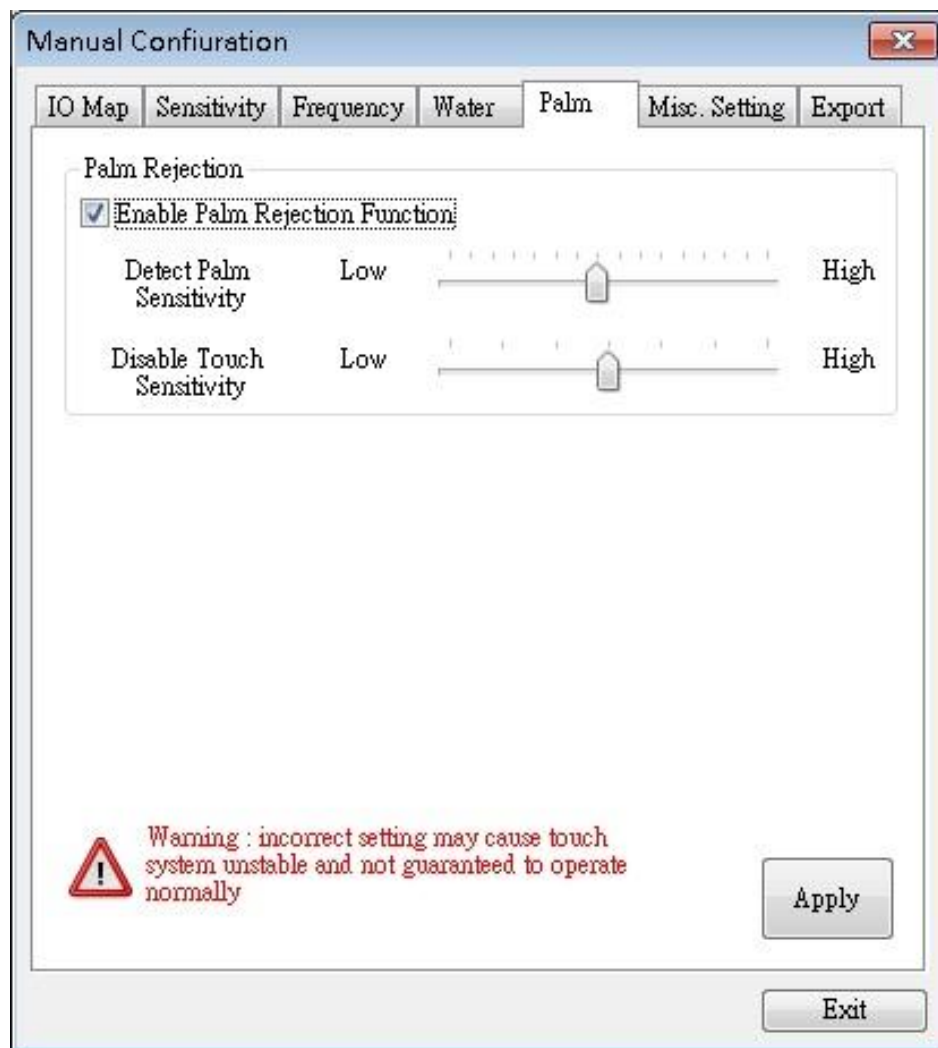 Manual Confiuration
IO Map Sensitivity Frequency Water Palm Misc. Setting Export
Palm Rejection
Enable Palm Rejection Function
Detect Palm
Sensitivity
Low High
Disable Touch
Sensitivity
Low High
Warning : incorrect setting may cause touch
system unstable and not guaranteed to operate
normally
Apply
Exit